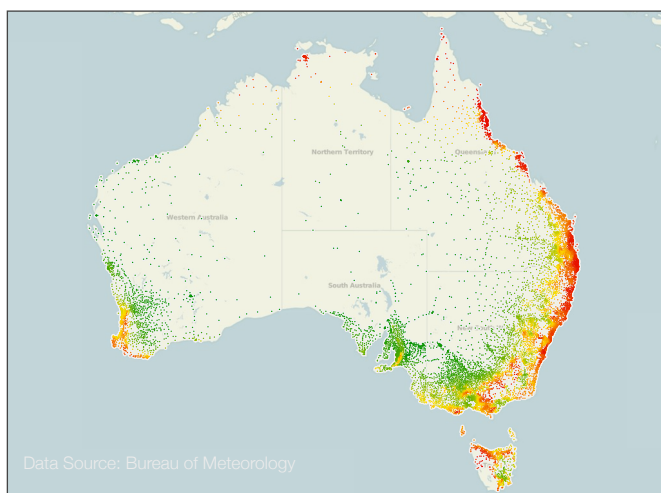 Northern Territory
Queensland
Western Australia
South Australia
Data Source: Bureau of Meteorology